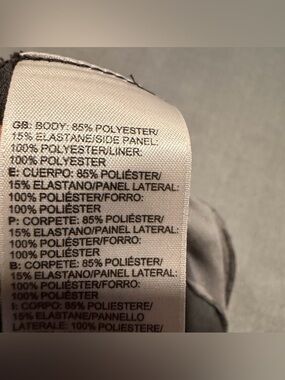 GB: BODY: 85% POLYESTER/
15% ELASTANE/SIDE PANEL:
100% POLYESTER/LINER:
100% POLYESTER
E: CUERPO: 85% POLIÉSTER/
15% ELASTANO/PANEL LATERAL:
100% POLIÉSTER/FORRO:
100% POLIÉSTER
P: CORPETE: 85% POLIÉSTER/
15% ELASTANO/PAINEL LATERAL:
100% POLIÉSTER/FORRO:
100% POLIÉSTER
B: CORPETE: 85% POLIÉSTER/
15% ELASTANO/PAINEL LATERAL:
100% POLIÉSTER/FORRO:
100% POLIÉSTER
I: CORPO: 85% POLIESTERE/
15% ELASTANE/PANNELLO
LATERALE: 100% POLIESTERE/